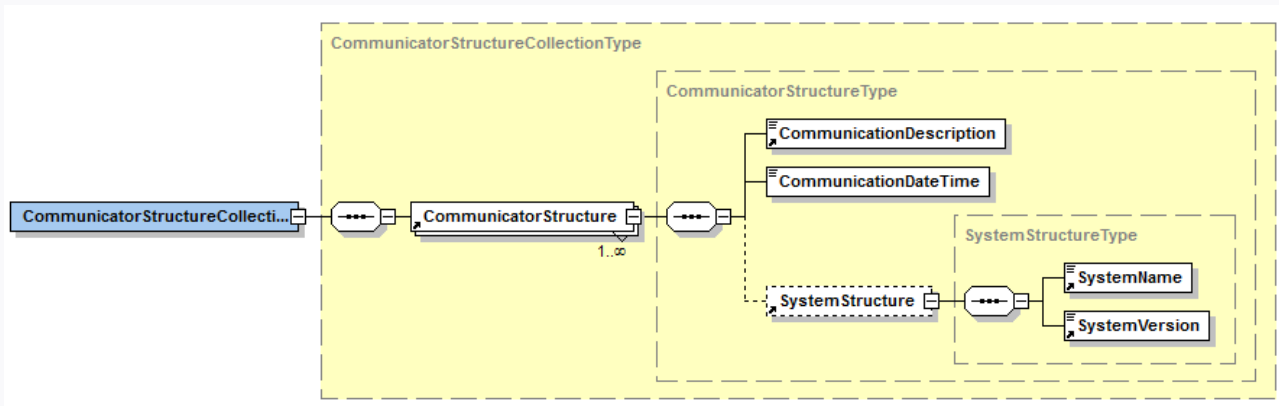 CommunicatorStructureCollectionType
CommunicatorStructureType
CommunicationDescription
CommunicationDateTime
CommunicatorStructureCollecti...
CommunicatorStructure
1..∞
SystemStructureType
SystemStructure
SystemName
SystemVersion